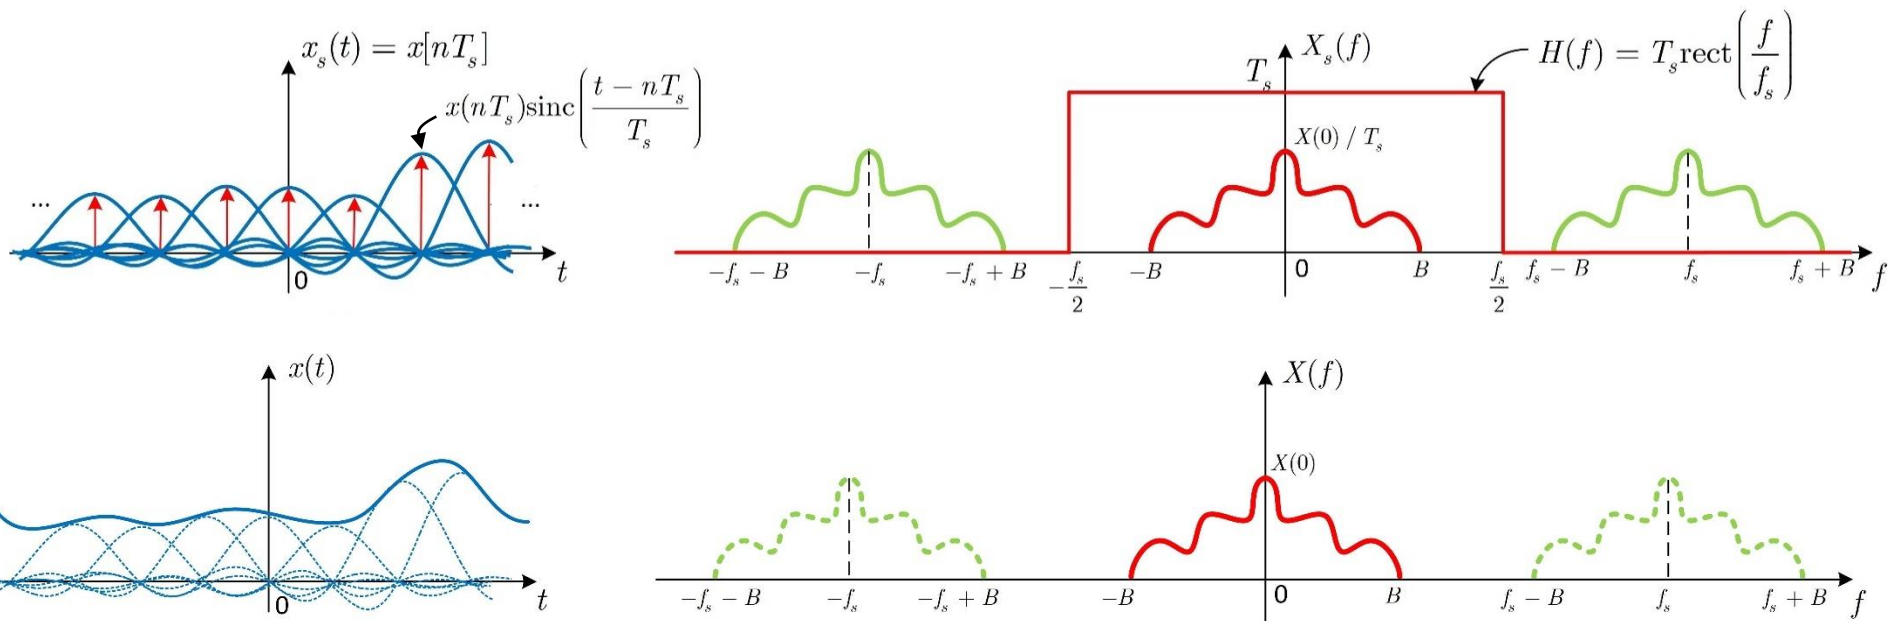 x_s(t) = x[nT_s]
x(nT_s)sinc((t − nT_s)/T_s)
...
...
t
0
X_s(f)
H(f) = T_s rect(f/f_s)
T_s
X(0) / T_s
−f_s − B
−f_s
−f_s + B
−f_s/2
−B
0
B
f_s/2
f_s − B
f_s
f_s + B
f
x(t)
0
t
X(f)
X(0)
−f_s − B
−f_s
−f_s + B
−B
0
B
f_s − B
f_s
f_s + B
f